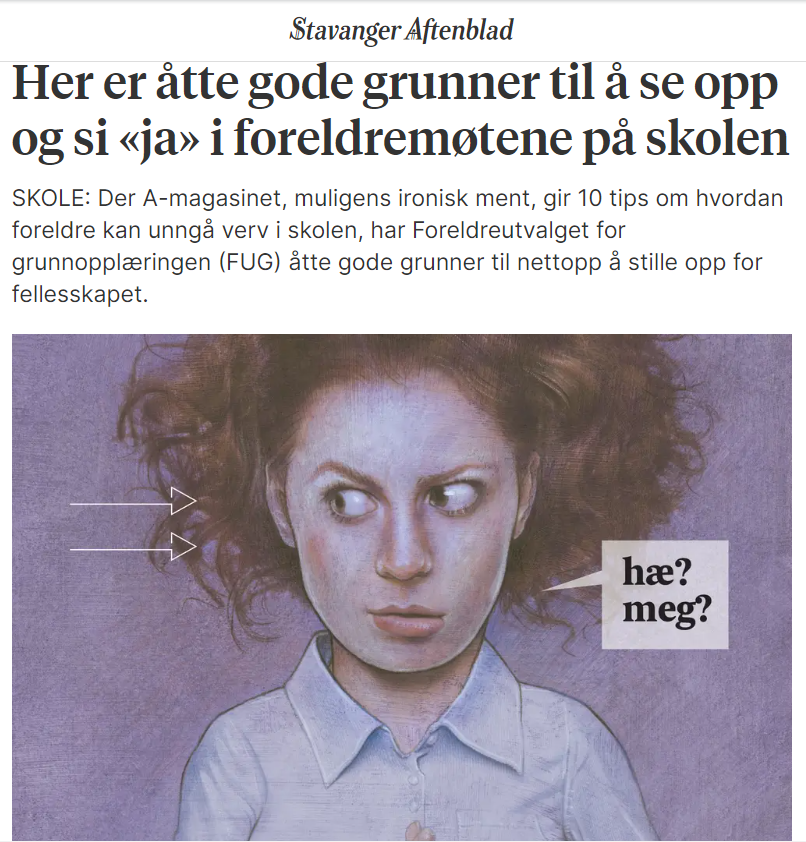 Stavanger Aftenblad
Her er åtte gode grunner til å se opp
og si «ja» i foreldremøtene på skolen
SKOLE: Der A-magasinet, muligens ironisk ment, gir 10 tips om hvordan
foreldre kan unngå verv i skolen, har Foreldreutvalget for
grunnopplæringen (FUG) åtte gode grunner til nettopp å stille opp for
fellesskapet.
hæ?
meg?